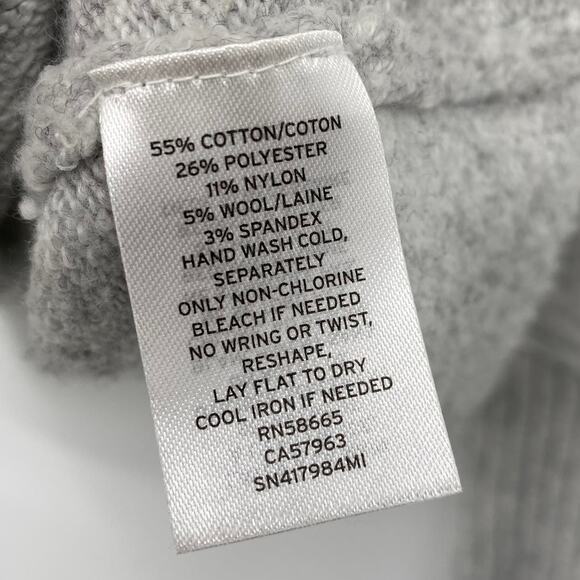 55% COTTON/COTON
26% POLYESTER
11% NYLON
5% WOOL/LAINE
3% SPANDEX
HAND WASH COLD,
SEPARATELY
ONLY NON-CHLORINE
BLEACH IF NEEDED
NO WRING OR TWIST,
RESHAPE,
LAY FLAT TO DRY
COOL IRON IF NEEDED
RN58665
CA57963
SN417984MI